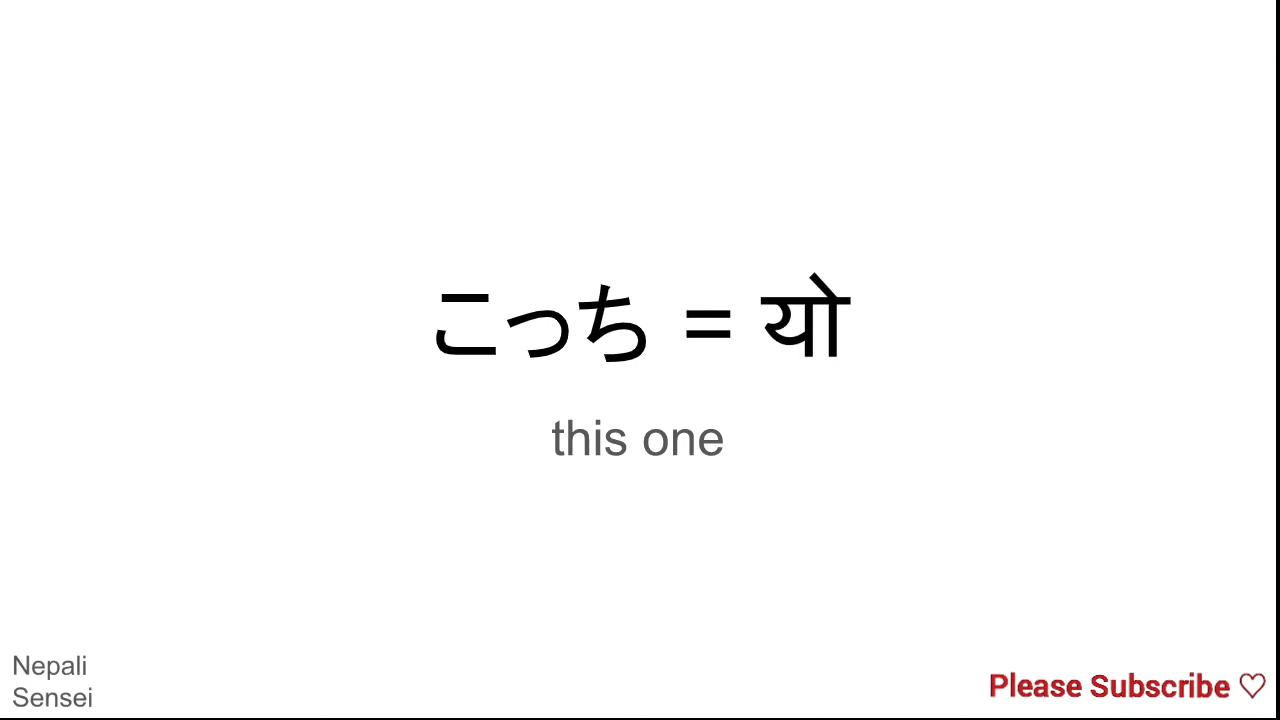 こっち = यो
this one
Nepali
Sensei
Please Subscribe ♡